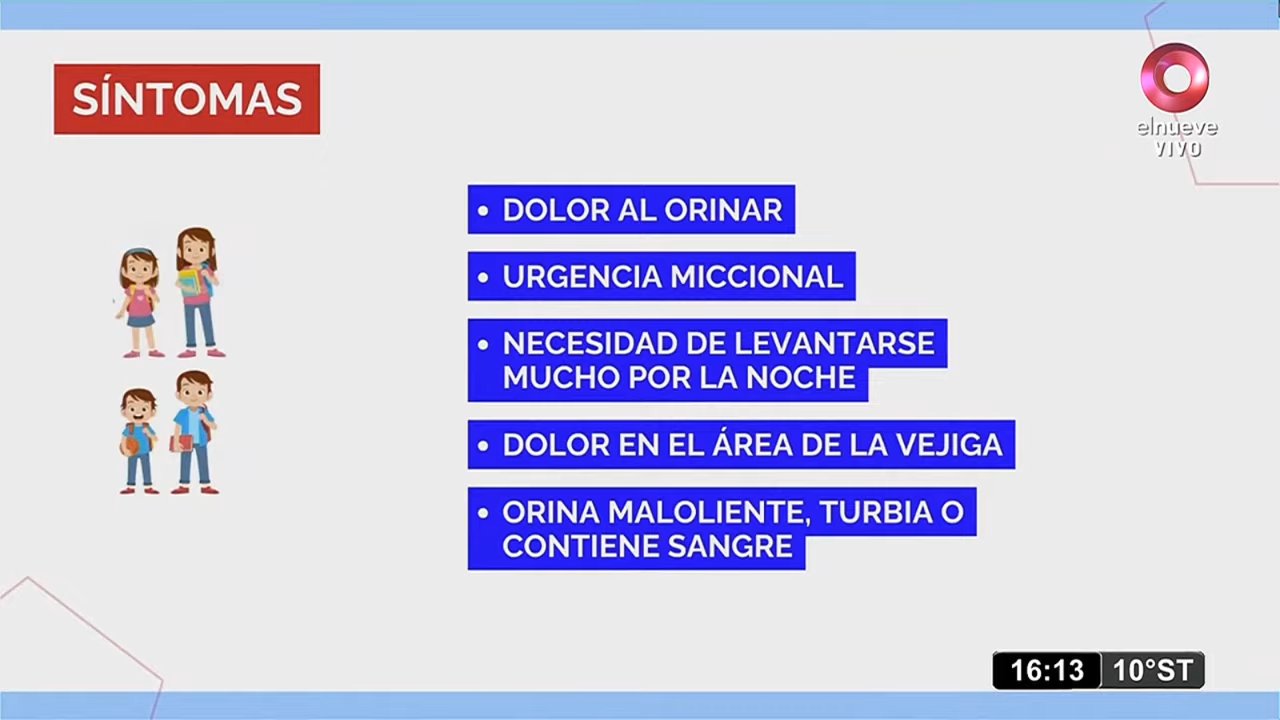 SÍNTOMAS
elnueve
VIVO
• DOLOR AL ORINAR
• URGENCIA MICCIONAL
• NECESIDAD DE LEVANTARSE
MUCHO POR LA NOCHE
• DOLOR EN EL ÁREA DE LA VEJIGA
• ORINA MALOLIENTE, TURBIA O
CONTIENE SANGRE
16:13 10°ST